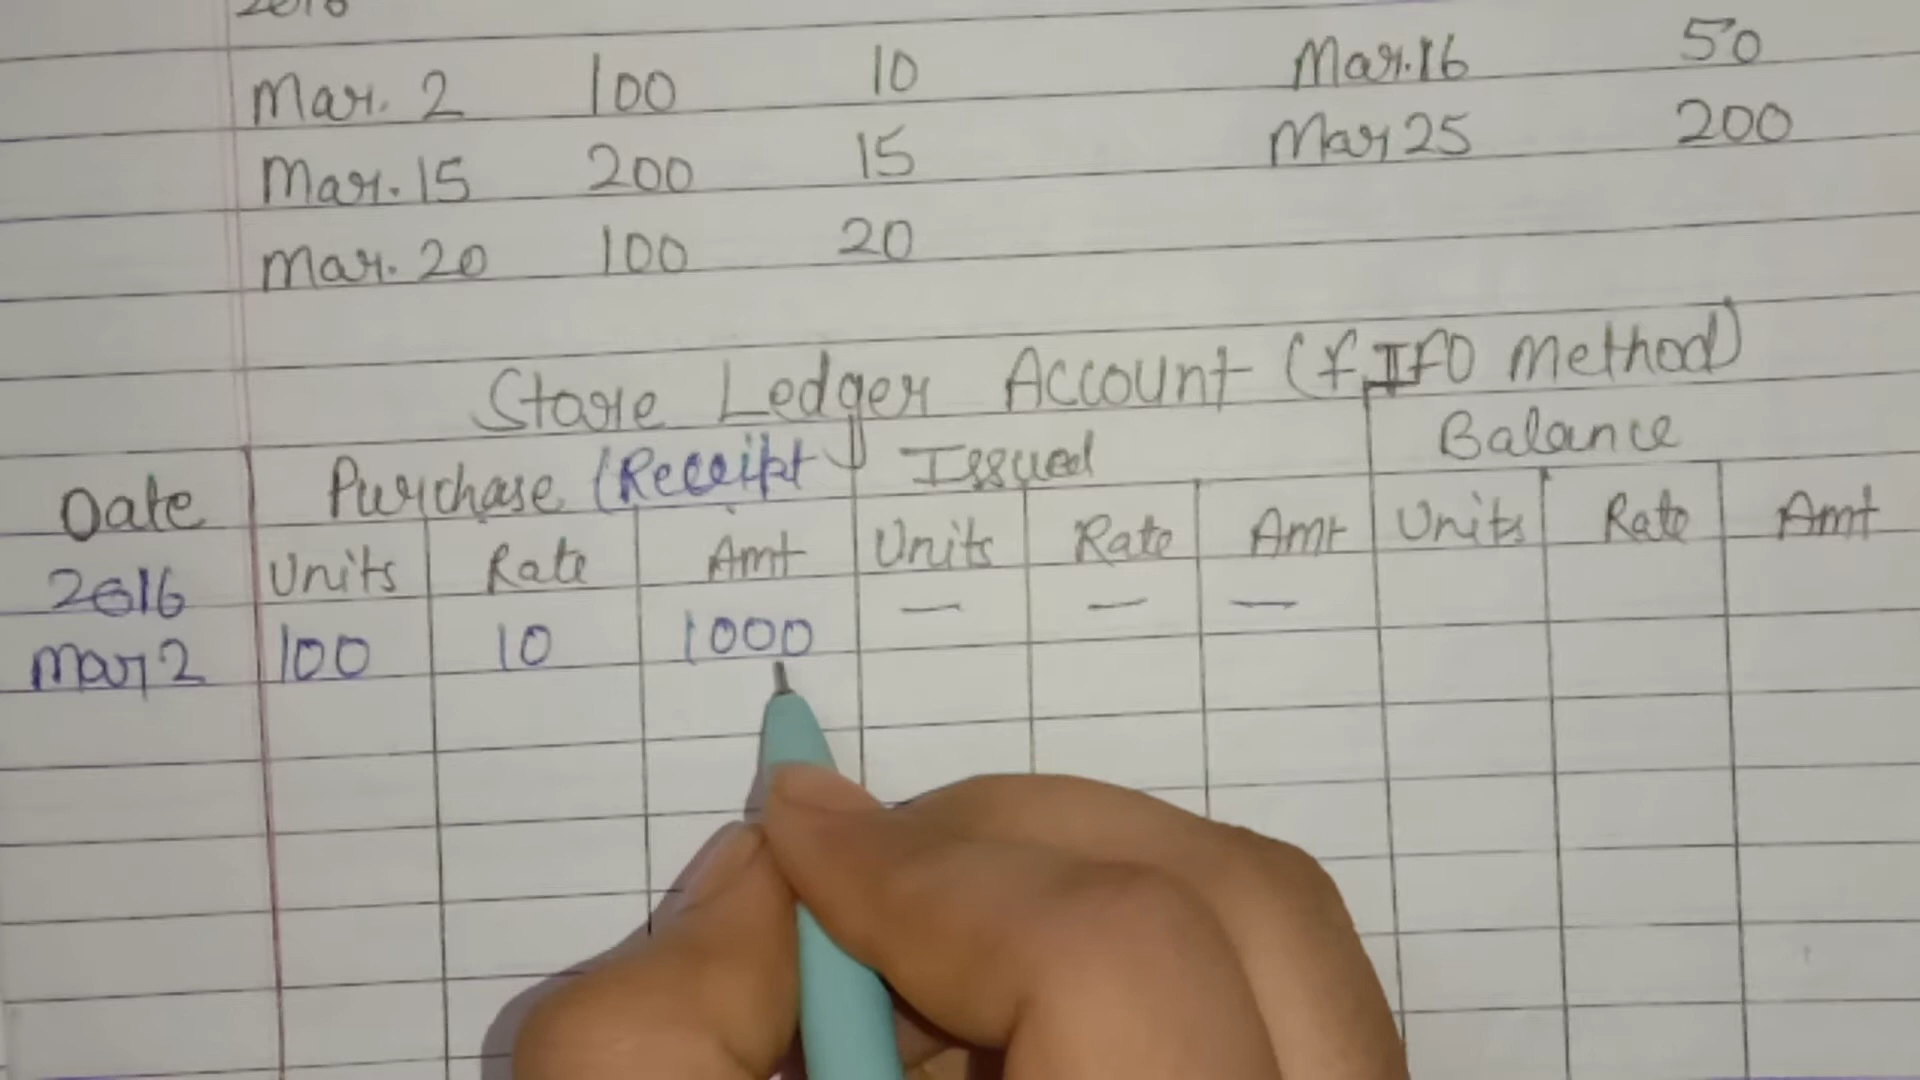 2016
Mar. 2 100 10 Mar. 16 50
Mar. 15 200 15 Mar 25 200
Mar. 20 100 20
Store Ledger Account (FIFO Method)
Date Purchase (Receipt) Issued Balance
2016 Units Rate Amt Units Rate Amt Units Rate Amt
Mar 2 100 10 1000 — — —